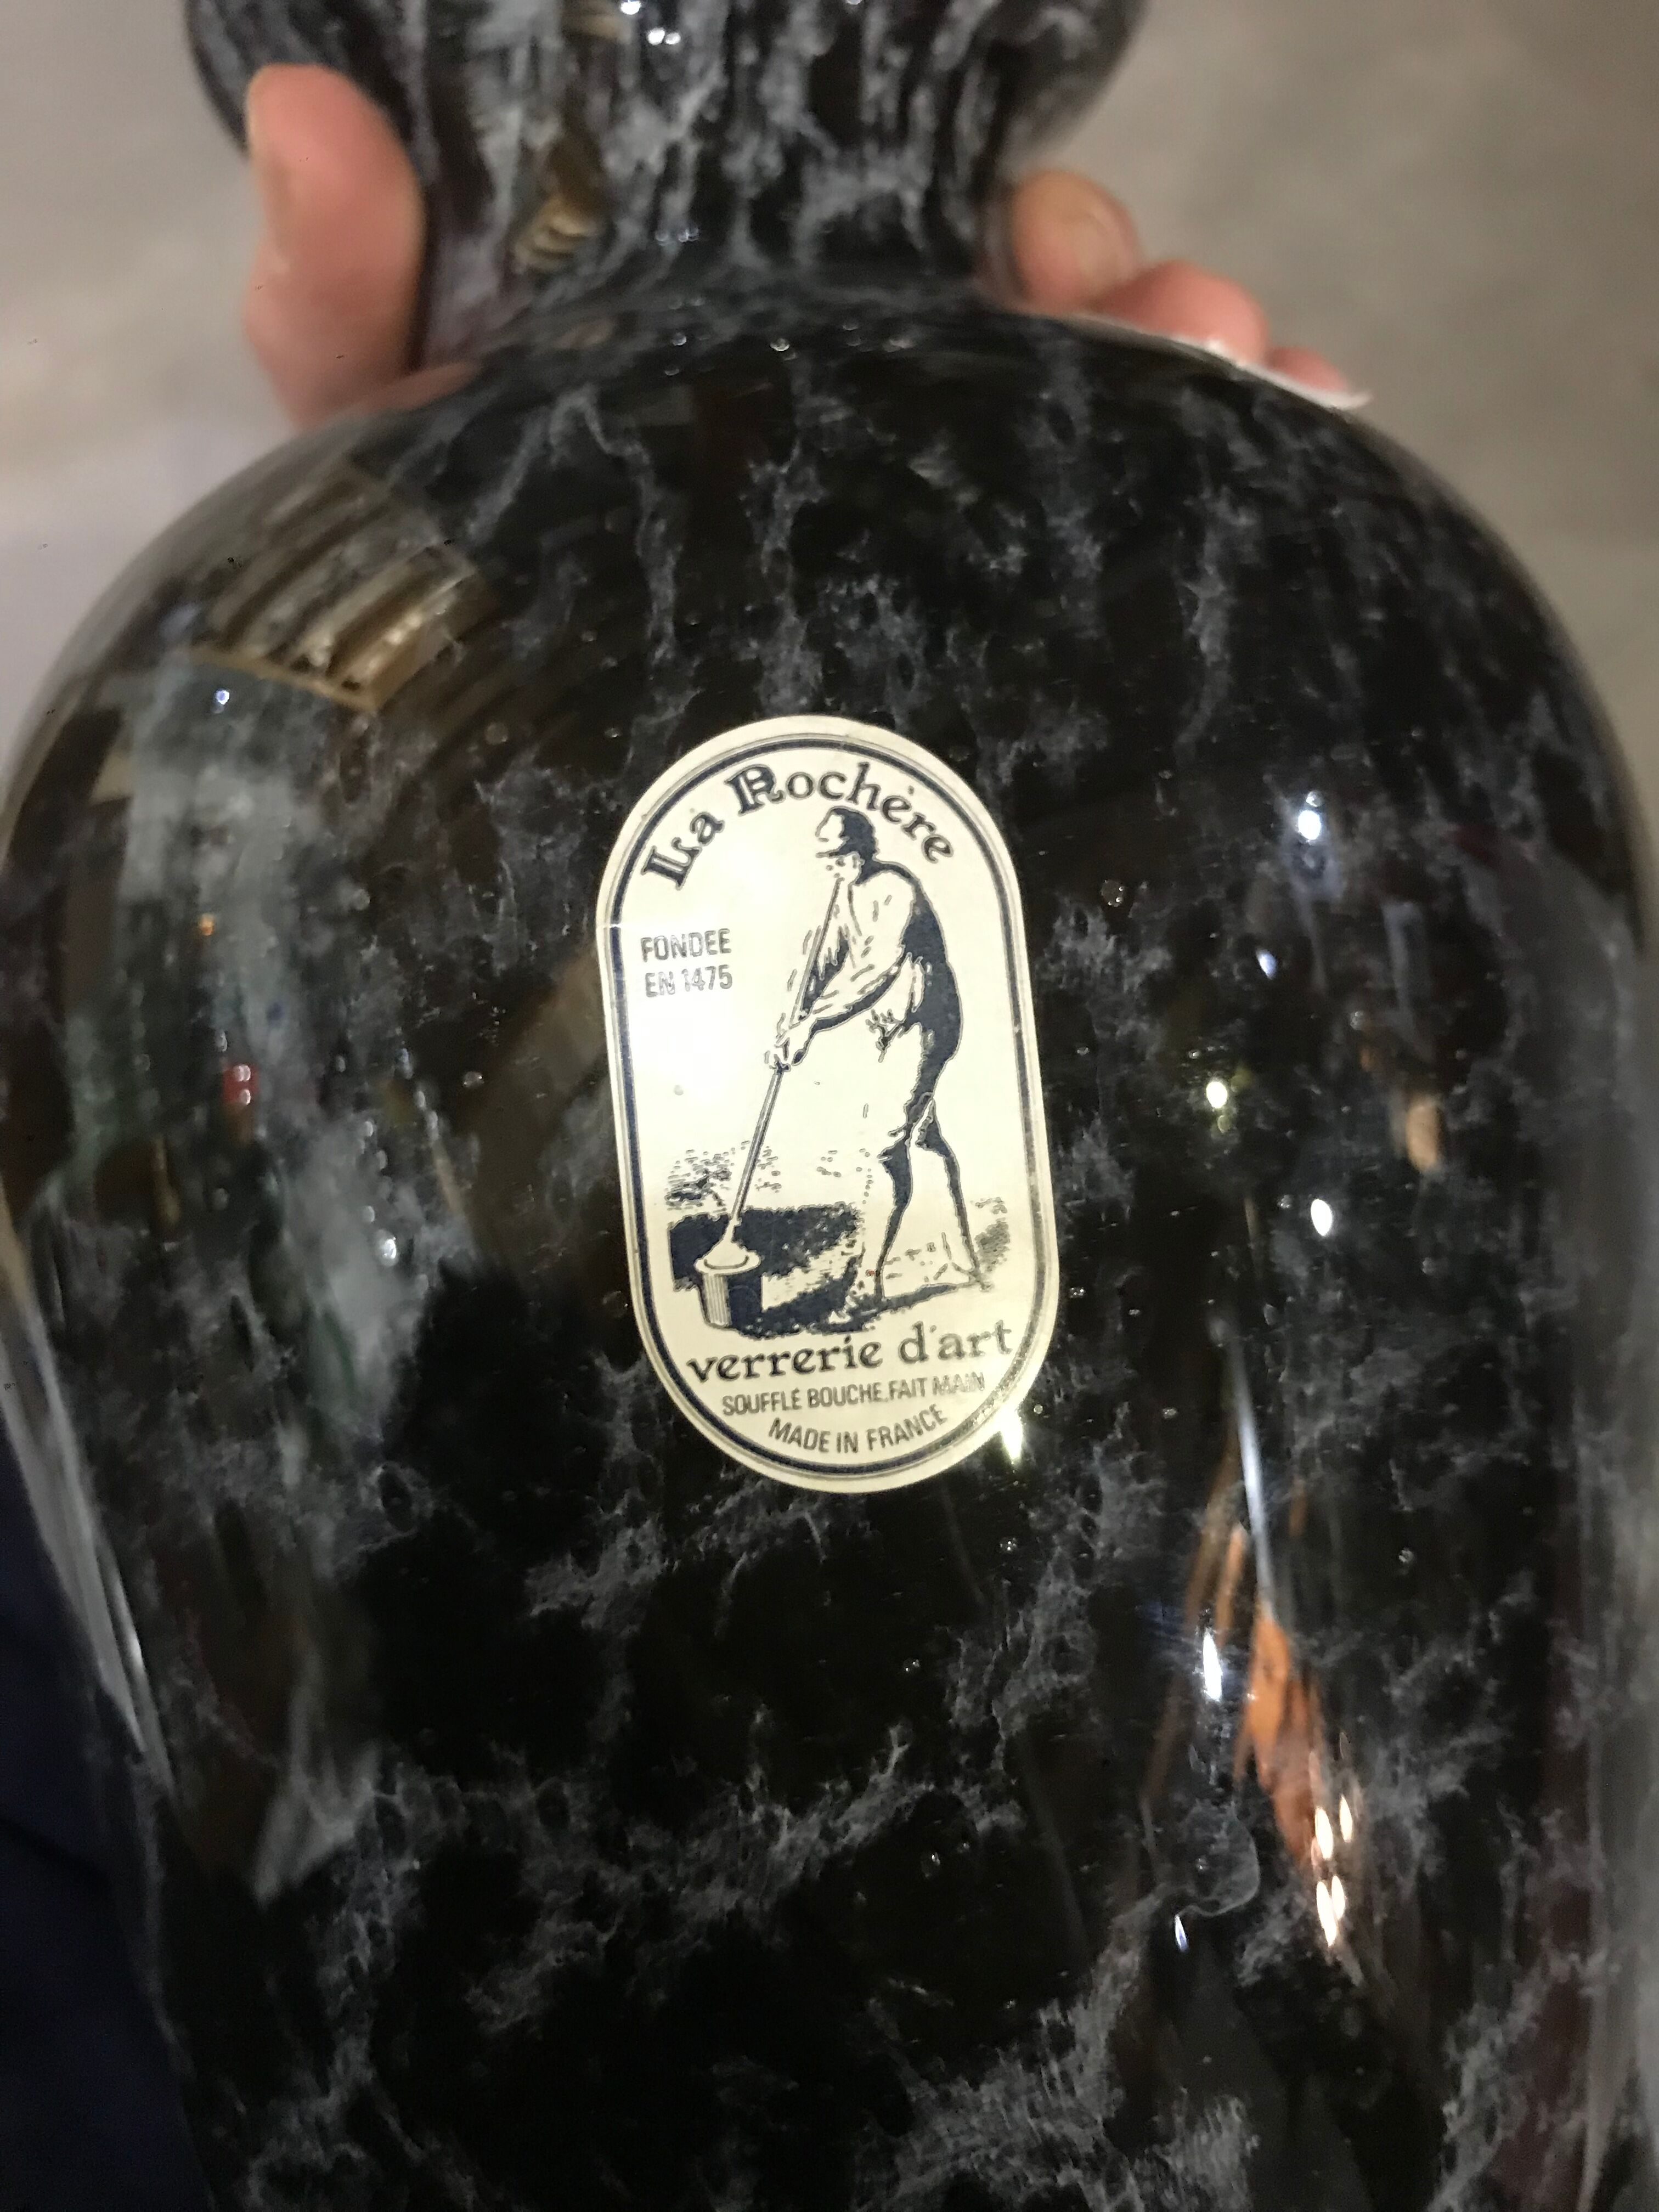 La Rochère
FONDEE
EN 1475
verrerie d'art
SOUFFLÉ BOUCHE.FAIT MAIN
MADE IN FRANCE